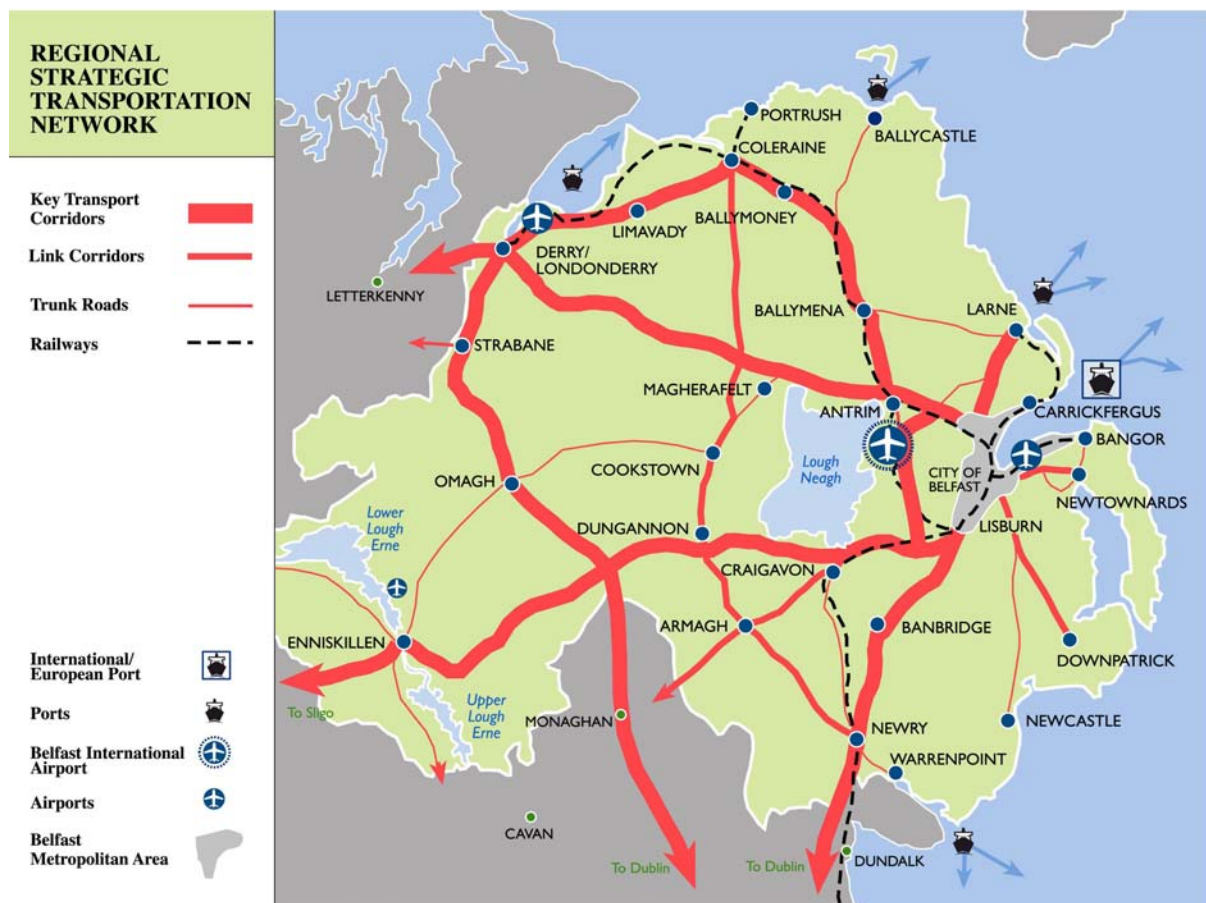 REGIONAL
STRATEGIC
TRANSPORTATION
NETWORK
Key Transport
Corridors
Link Corridors
Trunk Roads
Railways
International/
European Port
Ports
Belfast International
Airport
Airports
Belfast
Metropolitan Area
PORTRUSH
BALLYCASTLE
COLERAINE
BALLYMONEY
LIMAVADY
DERRY/
LONDONDERRY
LETTERKENNY
BALLYMENA
LARNE
STRABANE
MAGHERAFELT
ANTRIM
CARRICKFERGUS
BANGOR
COOKSTOWN
Lough
Neagh
CITY OF
BELFAST
NEWTOWNARDS
OMAGH
Lower
Lough
Erne
DUNGANNON
LISBURN
CRAIGAVON
ARMAGH
BANBRIDGE
ENNISKILLEN
DOWNPATRICK
To Sligo
Upper
Lough
Erne
MONAGHAN
NEWRY
NEWCASTLE
WARRENPOINT
CAVAN
To Dublin
To Dublin
DUNDALK